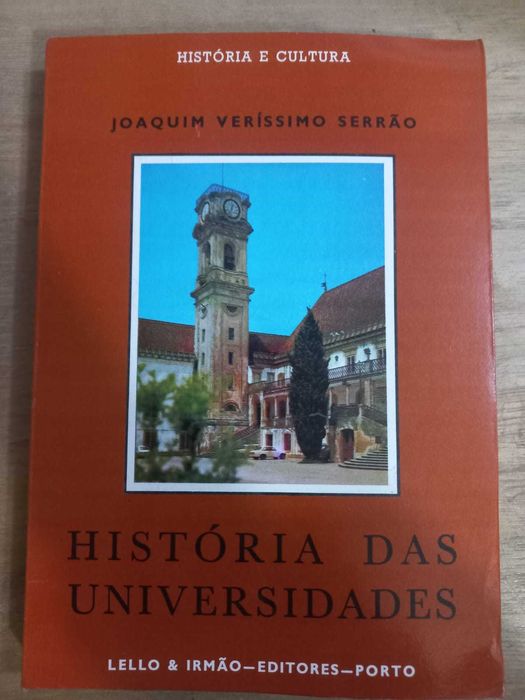 HISTÓRIA E CULTURA
JOAQUIM VERÍSSIMO SERRÃO
HISTÓRIA DAS
UNIVERSIDADES
LELLO & IRMÃO—EDITORES—PORTO